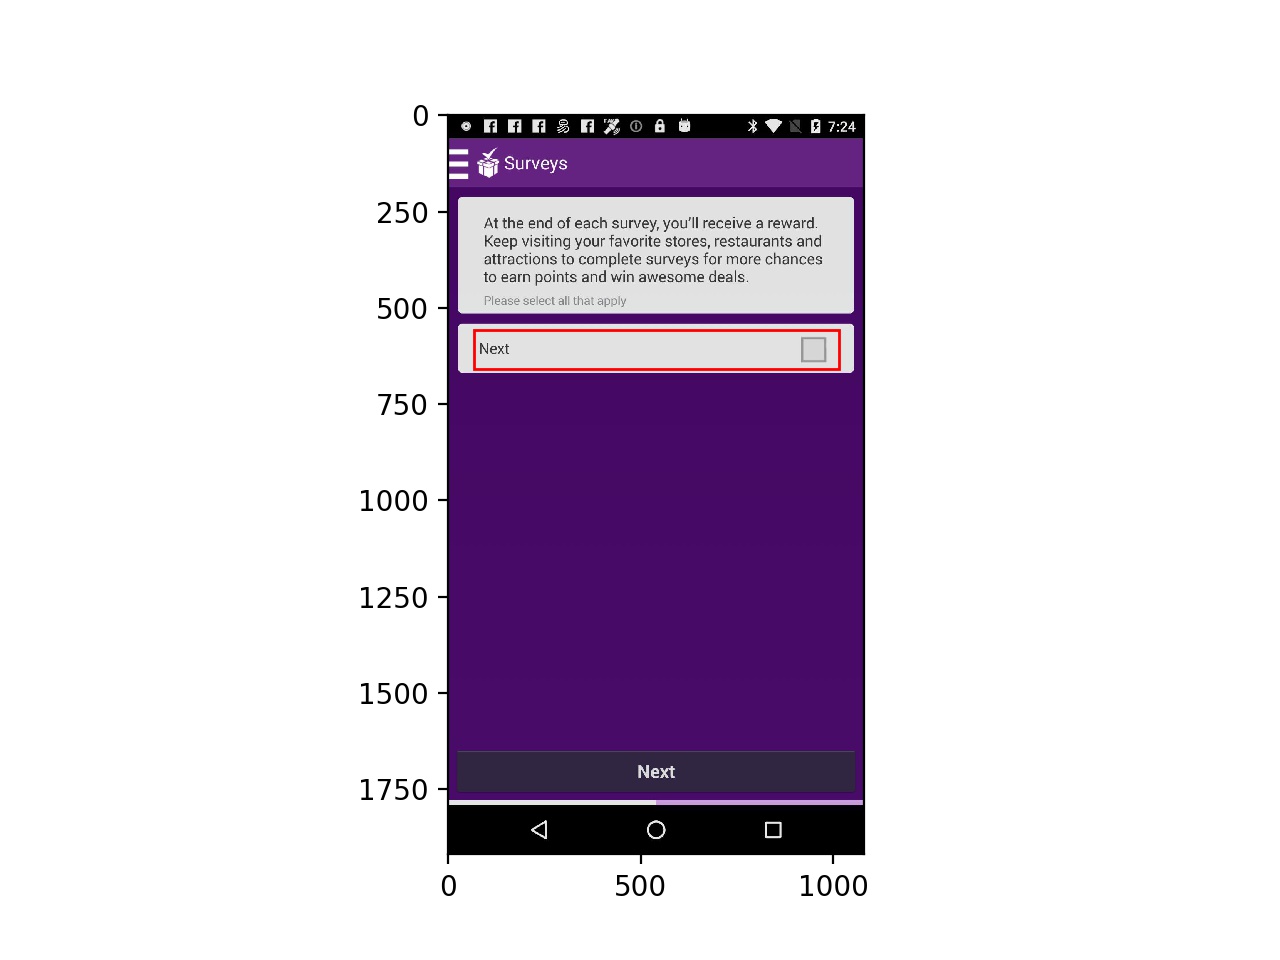 0
250
500
750
1000
1250
1500
1750
0
500
1000
7:24
Surveys
At the end of each survey, you'll receive a reward.
Keep visiting your favorite stores, restaurants and
attractions to complete surveys for more chances
to earn points and win awesome deals.
Please select all that apply
Next
Next